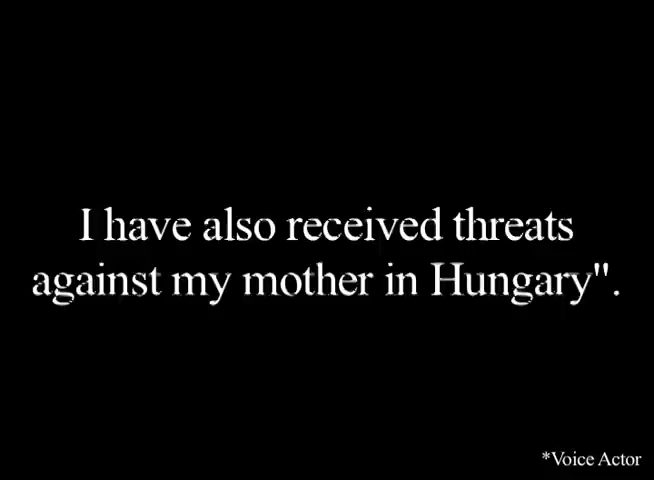 I have also received threats
against my mother in Hungary".
*Voice Actor